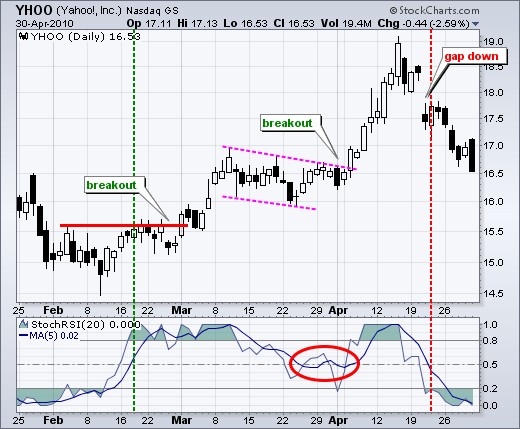 YHOO (Yahoo!, Inc.) Nasdaq GS © StockCharts.com
30-Apr-2010 Op 17.11 Hi 17.13 Lo 16.53 Cl 16.53 Vol 19.4M Chg -0.44 (-2.59%)
YHOO (Daily) 16.53
19.0
gap down
18.5
18.0
17.5
breakout
17.0
16.5
breakout
16.0
15.5
15.0
14.5
25 Feb 8 16 22 Mar 8 15 22 29 Apr 12 19 26
StochRSI(20) 0.000
MA(5) 0.02
1.0
0.8
0.5
0.2
0.0
25 Feb 8 16 22 Mar 8 15 22 29 Apr 12 19 26